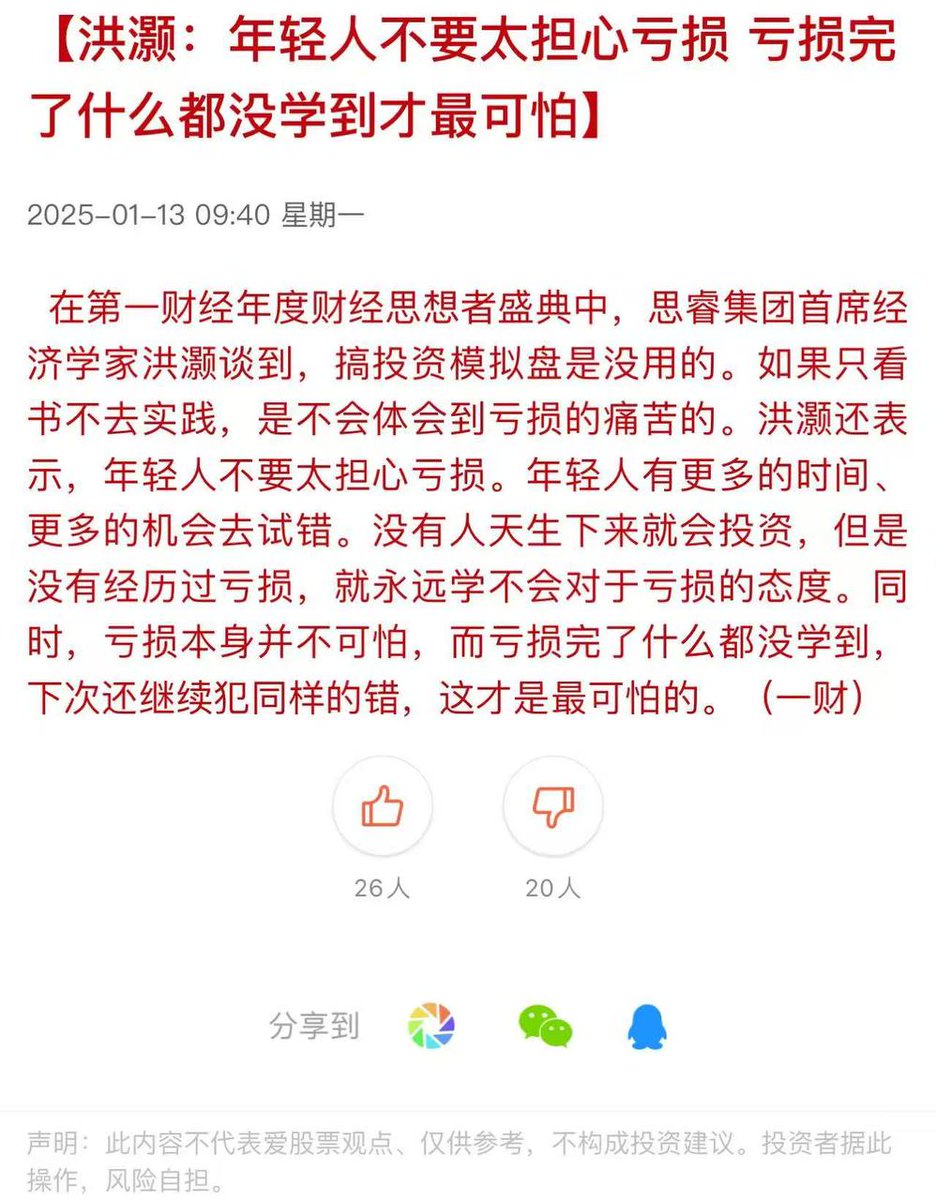 【洪灏：年轻人不要太担心亏损 亏损完
了什么都没学到才最可怕】
2025-01-13 09:40 星期一
在第一财经年度财经思想者盛典中，思睿集团首席经
济学家洪灏谈到，搞投资模拟盘是没用的。如果只看
书不去实践，是不会体会到亏损的痛苦的。洪灏还表
示，年轻人不要太担心亏损。年轻人有更多的时间、
更多的机会去试错。没有人天生下来就会投资，但是
没有经历过亏损，就永远学不会对于亏损的态度。同
时，亏损本身并不可怕，而亏损完了什么都没学到，
下次还继续犯同样的错，这才是最可怕的。（一财）
26人 20人
分享到
声明：此内容不代表爱股票观点、仅供参考，不构成投资建议。投资者据此
操作，风险自担。